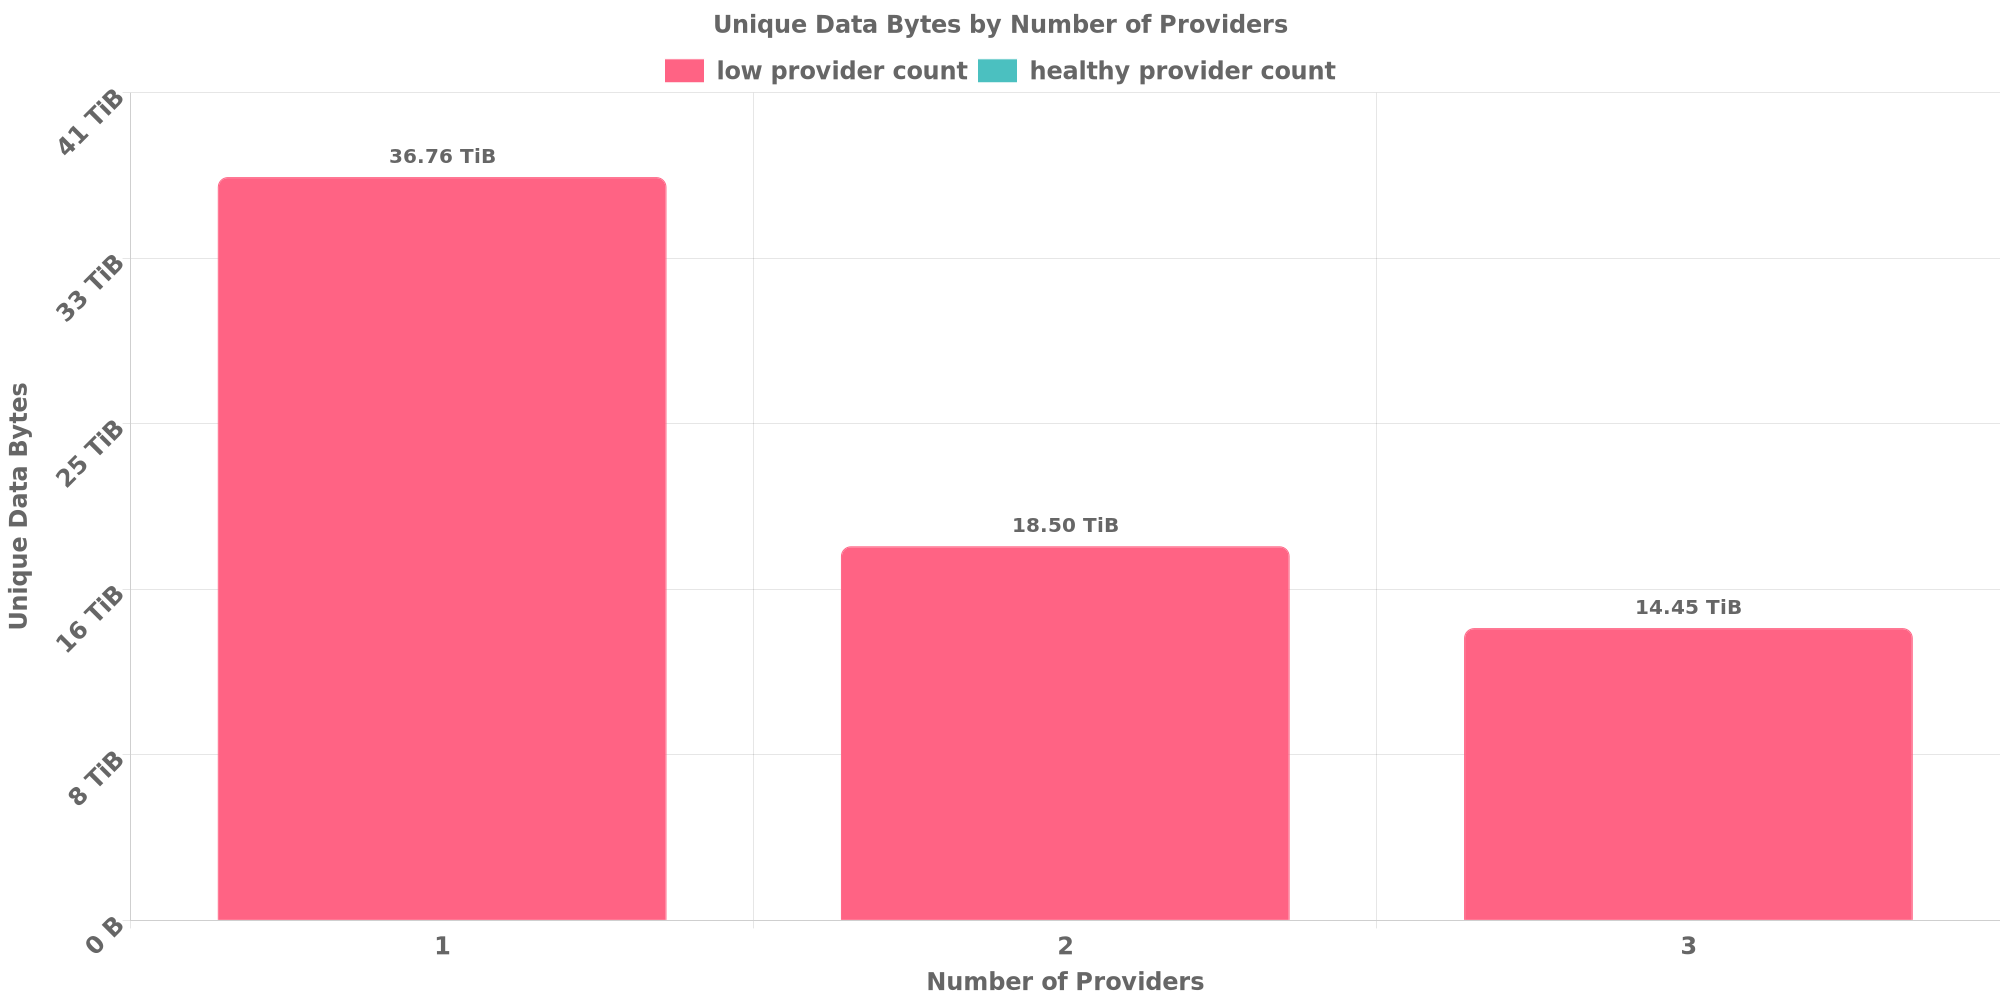 Unique Data Bytes by Number of Providers
low provider count
healthy provider count
41 TiB
33 TiB
25 TiB
16 TiB
8 TiB
0 B
Unique Data Bytes
36.76 TiB
18.50 TiB
14.45 TiB
1
2
3
Number of Providers